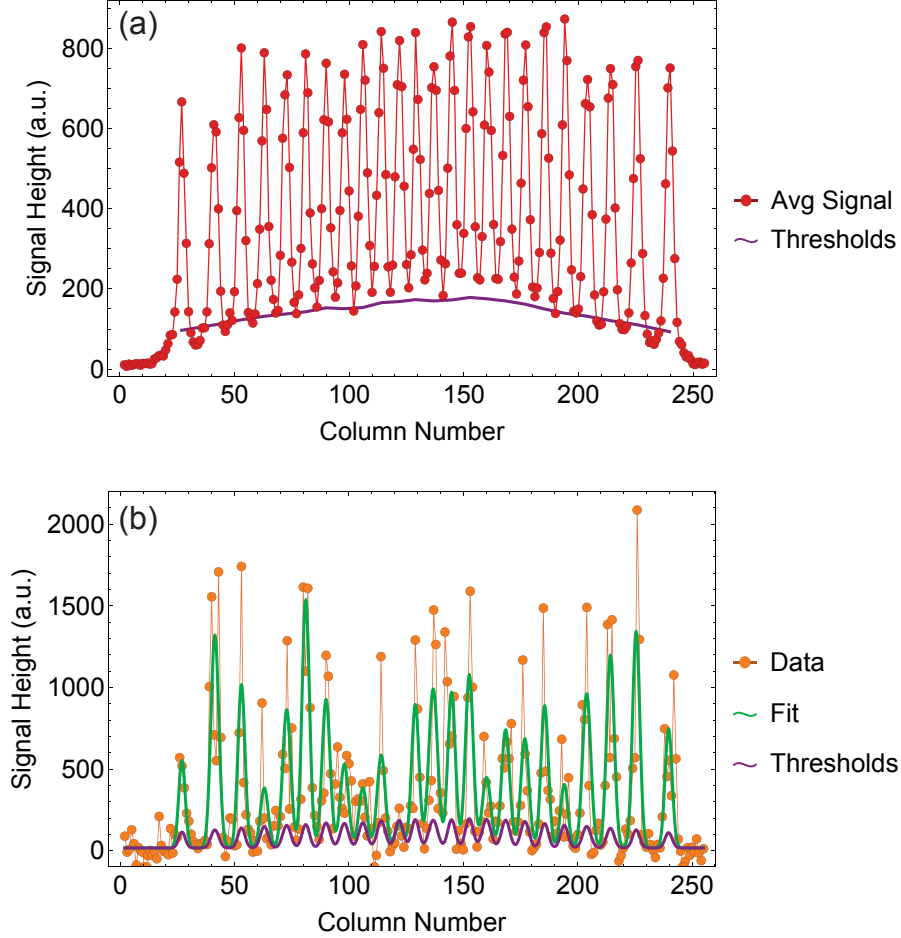 (a)
Signal Height (a.u.)
800
600
400
200
0
0 50 100 150 200 250
Column Number
Avg Signal
Thresholds
(b)
Signal Height (a.u.)
2000
1500
1000
500
0
0 50 100 150 200 250
Column Number
Data
Fit
Thresholds